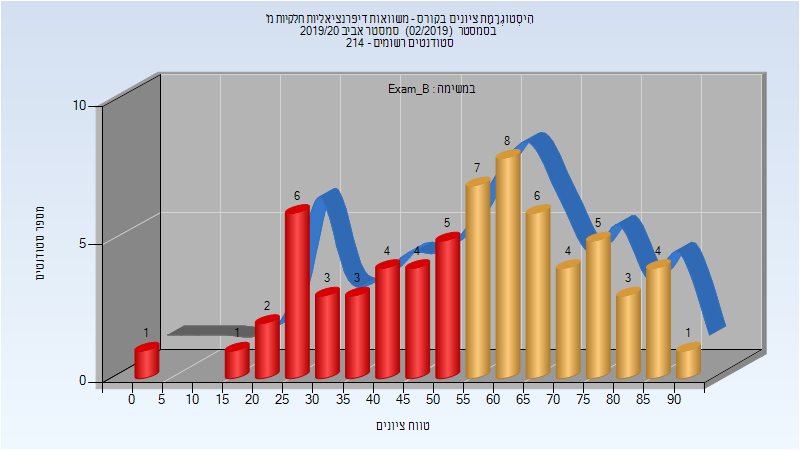 הִיסְטוֹגְרָמַת ציונים בקורס - משוואות דיפרנציאליות חלקיות מ'
בסמסטר (02/2019) סמסטר אביב 2019/20
סטודנטים רשומים - 214
במשימה : Exam_B
מספר סטודנטים
10
5
0
1
1
2
6
3
3
4
4
5
7
8
6
4
5
3
4
1
0 5 15 20 25 30 35 40 45 50 55 60 65 70 75 80 85 90
טווח ציונים